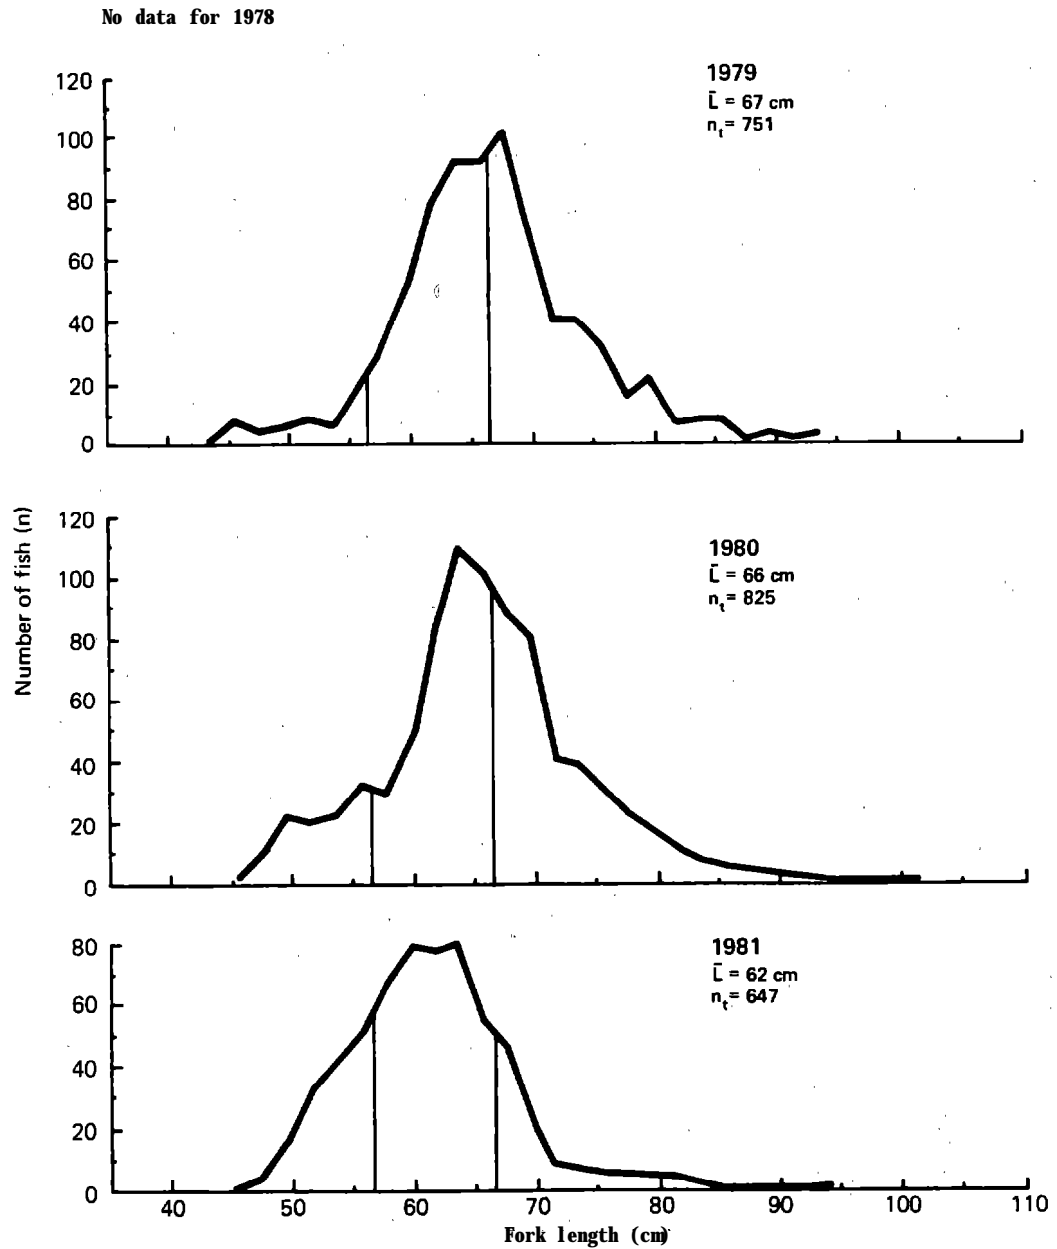 No data for 1978
1979
L̄ = 67 cm
nₜ= 751
120
100
80
60
40
20
0
Number of fish (n)
1980
L̄ = 66 cm
nₜ= 825
120
100
80
60
40
20
0
1981
L̄ = 62 cm
nₜ= 647
80
60
40
20
0
40 50 60 70 80 90 100 110
Fork length (cm)